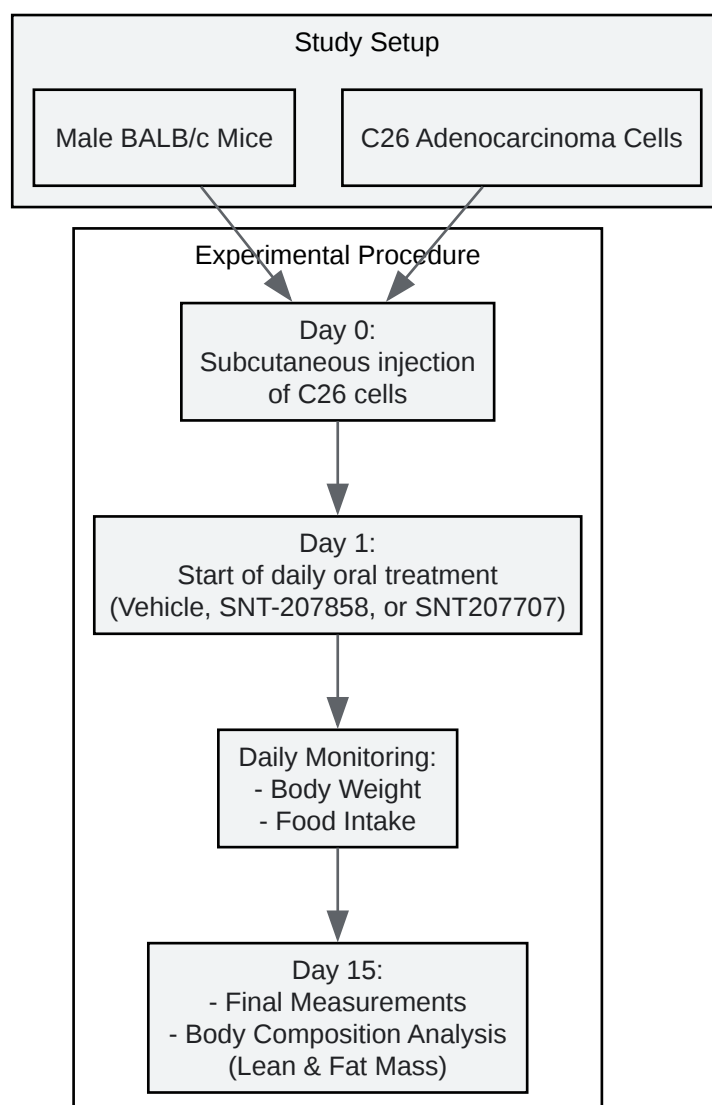 Study Setup
Male BALB/c Mice
C26 Adenocarcinoma Cells
Experimental Procedure
Day 0:
Subcutaneous injection
of C26 cells
Day 1:
Start of daily oral treatment
(Vehicle, SNT-207858, or SNT207707)
Daily Monitoring:
- Body Weight
- Food Intake
Day 15:
- Final Measurements
- Body Composition Analysis
(Lean & Fat Mass)